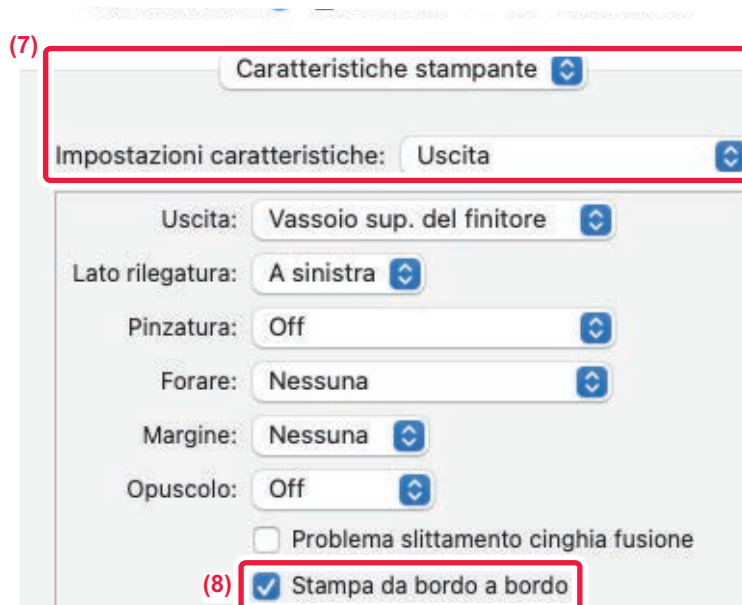 (7)
Caratteristiche stampante
Impostazioni caratteristiche: Uscita
Uscita: Vassoio sup. del finitore
Lato rilegatura: A sinistra
Pinzatura: Off
Forare: Nessuna
Margine: Nessuna
Opuscolo: Off
Problema slittamento cinghia fusione
(8) Stampa da bordo a bordo